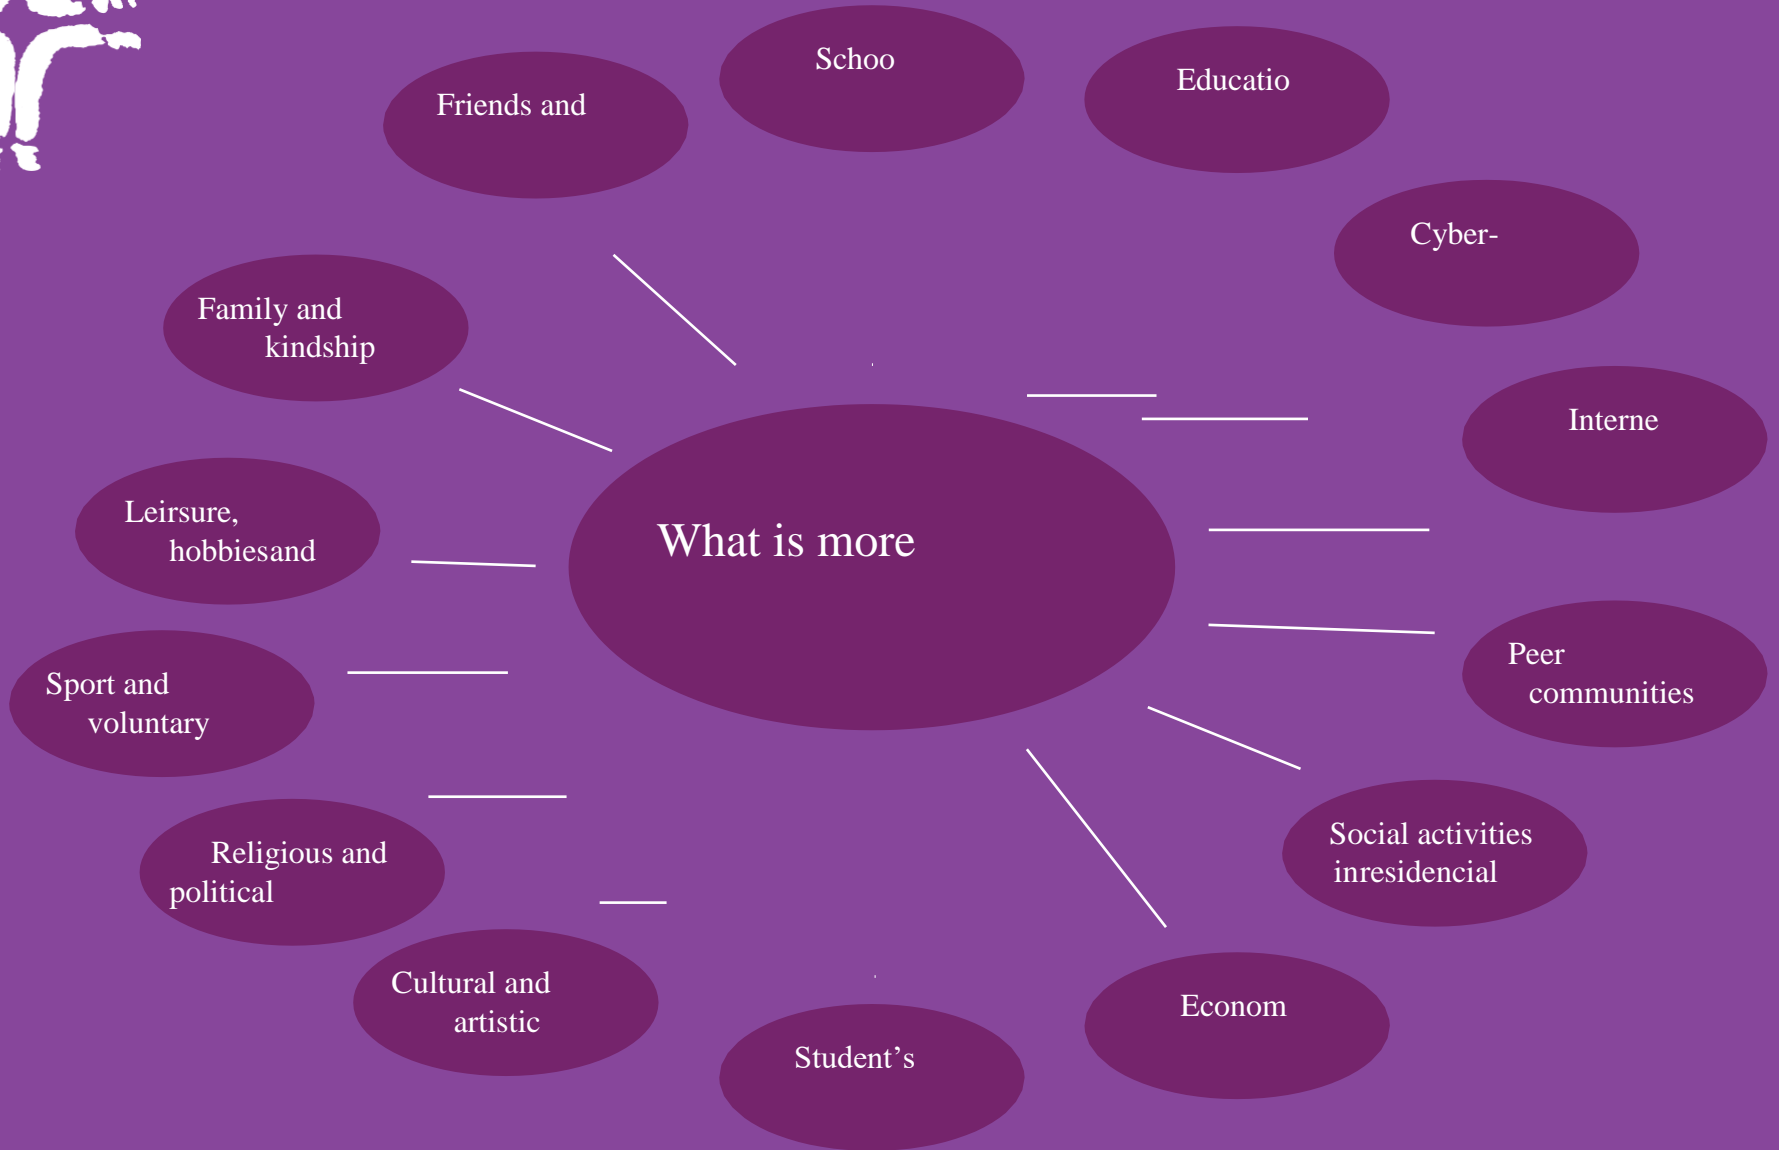 Schoo
Educatio
Friends and
Cyber-
Family and
kindship
Interne
Leirsure,
hobbiesand
What is more
Peer
communities
Sport and
voluntary
Social activities
inresidencial
Religious and
political
Cultural and
artistic
Econom
Student’s